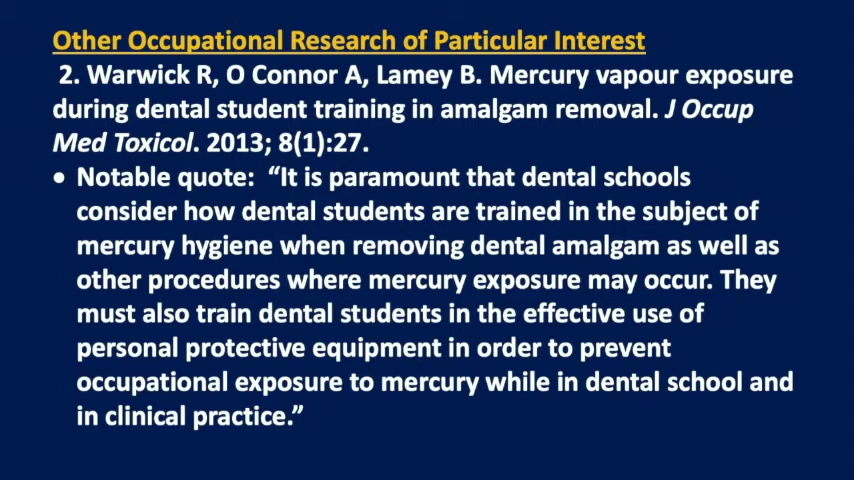 Other Occupational Research of Particular Interest
2. Warwick R, O Connor A, Lamey B. Mercury vapour exposure
during dental student training in amalgam removal. J Occup
Med Toxicol. 2013; 8(1):27.
• Notable quote: “It is paramount that dental schools
consider how dental students are trained in the subject of
mercury hygiene when removing dental amalgam as well as
other procedures where mercury exposure may occur. They
must also train dental students in the effective use of
personal protective equipment in order to prevent
occupational exposure to mercury while in dental school and
in clinical practice.”